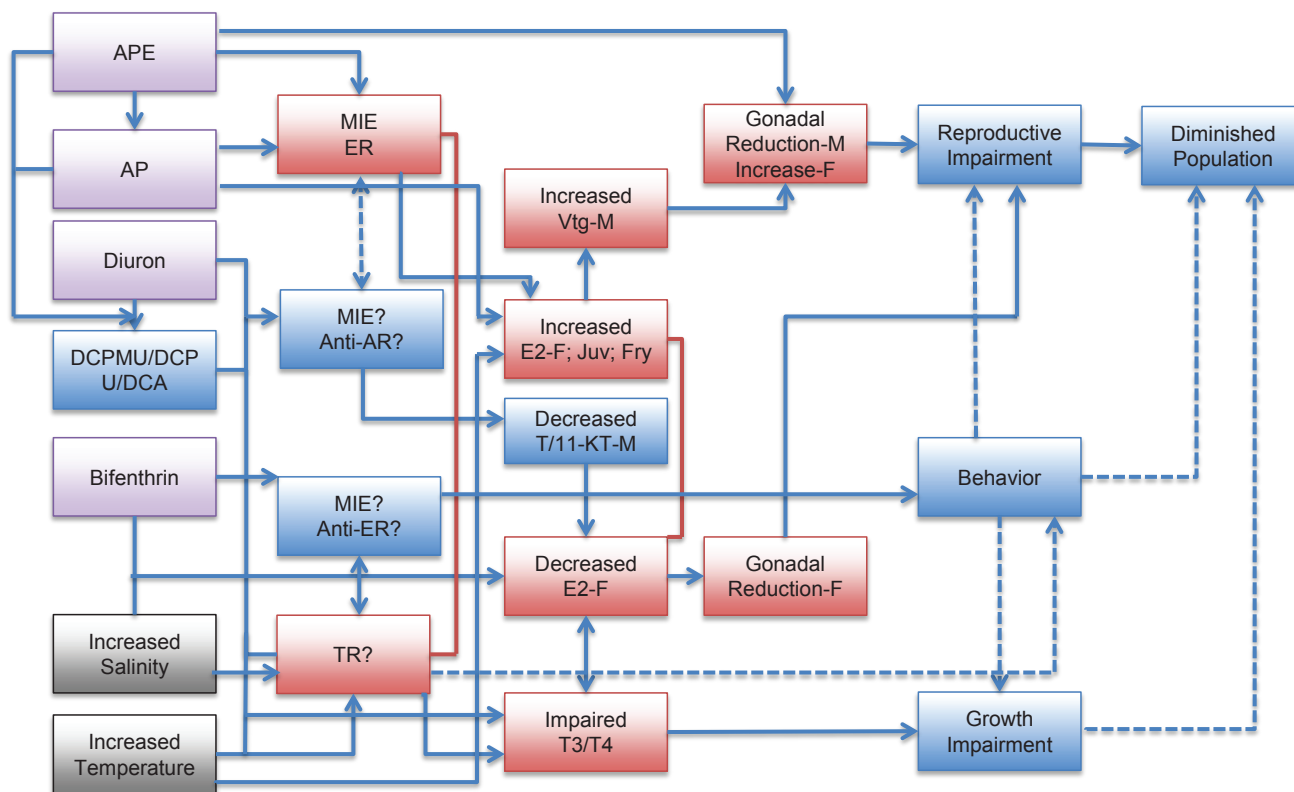 APE
AP
Diuron
DCPMU/DCP
U/DCA
Bifenthrin
Increased
Salinity
Increased
Temperature
MIE
ER
MIE?
Anti-AR?
MIE?
Anti-ER?
TR?
Increased
Vtg-M
Increased
E2-F; Juv; Fry
Decreased
T/11-KT-M
Decreased
E2-F
Impaired
T3/T4
Gonadal
Reduction-M
Increase-F
Gonadal
Reduction-F
Reproductive
Impairment
Behavior
Growth
Impairment
Diminished
Population